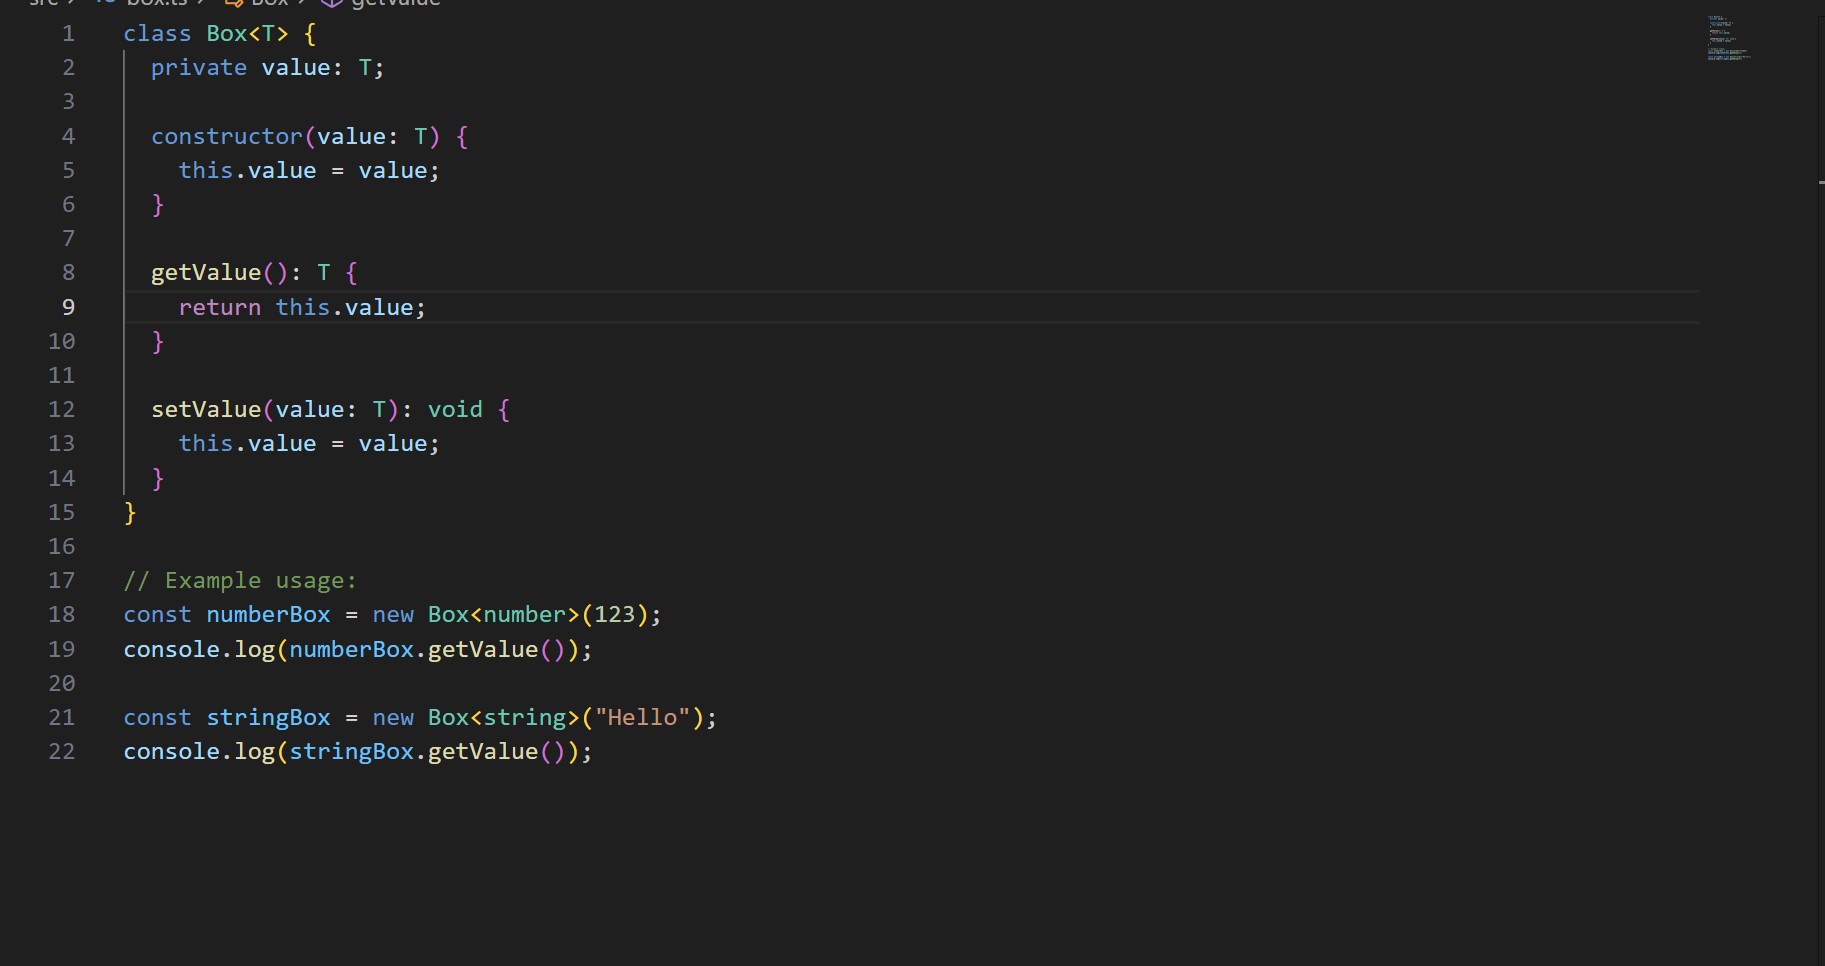 src > box.ts > Box > getValue
1 class Box<T> {
2   private value: T;
3
4   constructor(value: T) {
5     this.value = value;
6   }
7
8   getValue(): T {
9     return this.value;
10   }
11
12   setValue(value: T): void {
13     this.value = value;
14   }
15 }
16
17 // Example usage:
18 const numberBox = new Box<number>(123);
19 console.log(numberBox.getValue());
20
21 const stringBox = new Box<string>("Hello");
22 console.log(stringBox.getValue());